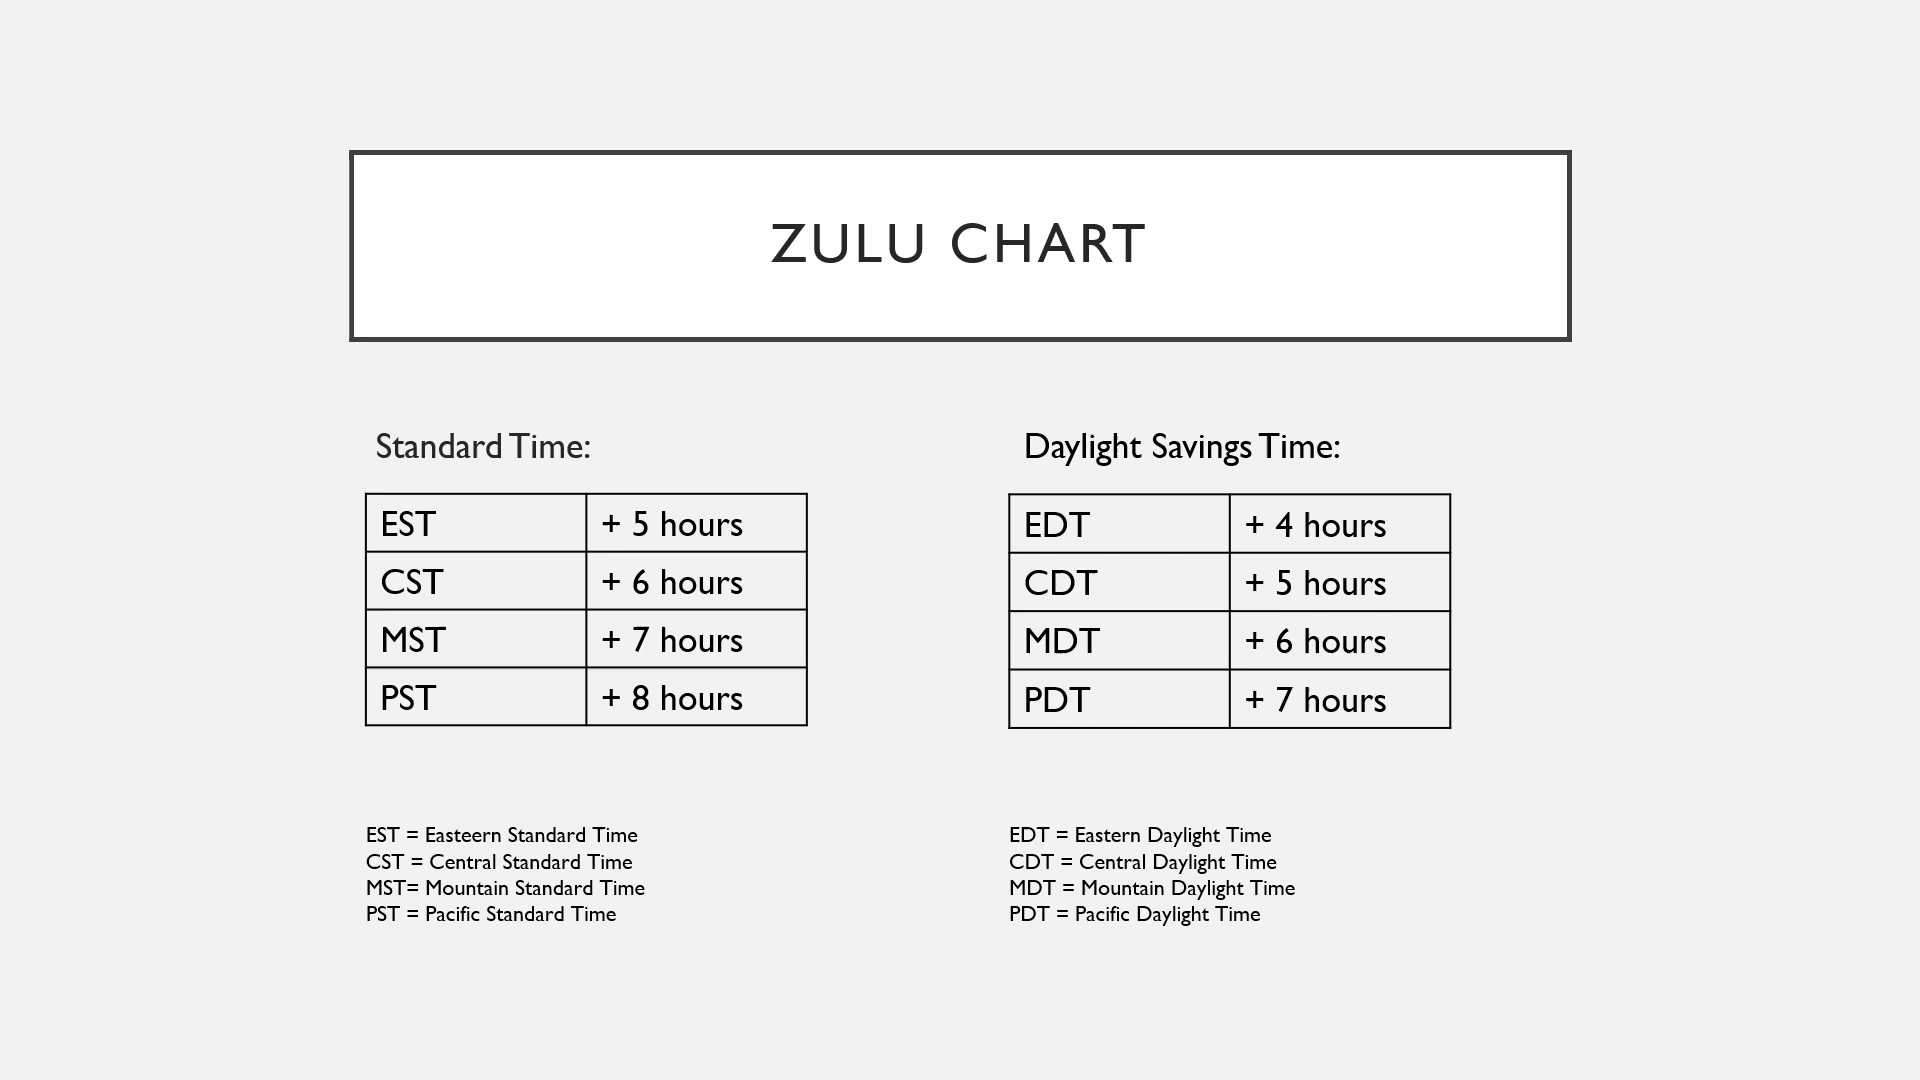 ZULU CHART
Standard Time:
EST + 5 hours
CST + 6 hours
MST + 7 hours
PST + 8 hours
EST = Easteern Standard Time
CST = Central Standard Time
MST= Mountain Standard Time
PST = Pacific Standard Time
Daylight Savings Time:
EDT + 4 hours
CDT + 5 hours
MDT + 6 hours
PDT + 7 hours
EDT = Eastern Daylight Time
CDT = Central Daylight Time
MDT = Mountain Daylight Time
PDT = Pacific Daylight Time